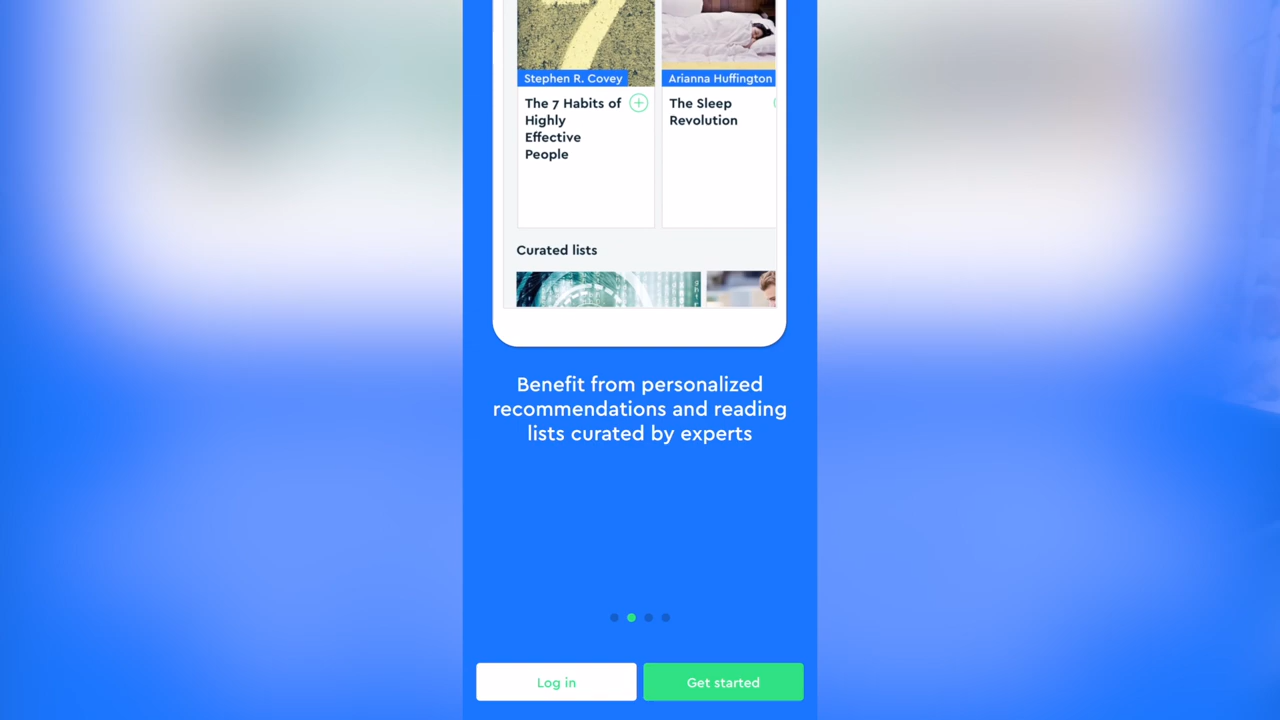 7
Stephen R. Covey
Arianna Huffington
The 7 Habits of
Highly
Effective
People
The Sleep
Revolution
Curated lists
Benefit from personalized
recommendations and reading
lists curated by experts
Log in
Get started